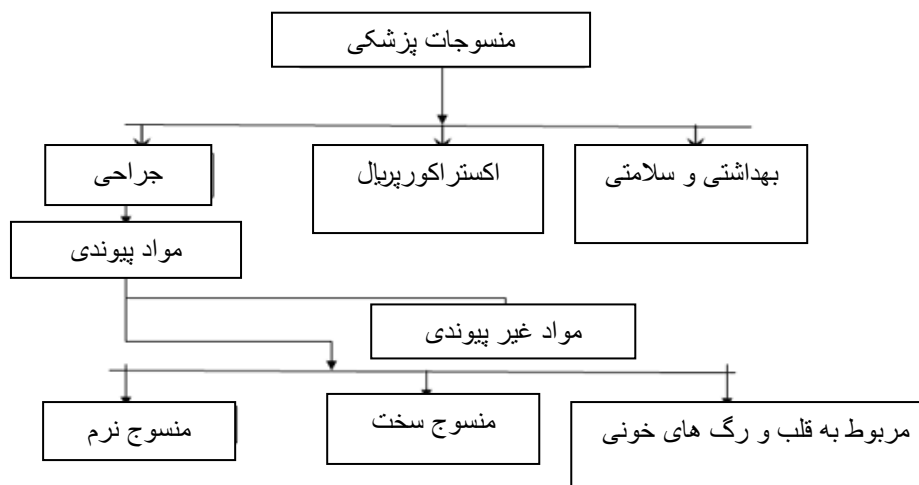 منسوجات پزشکی
بهداشتی و سلامتی
اکستراکورپریال
جراحی
مواد پیوندی
مواد غیر پیوندی
مربوط به قلب و رگ های خونی
منسوج سخت
منسوج نرم